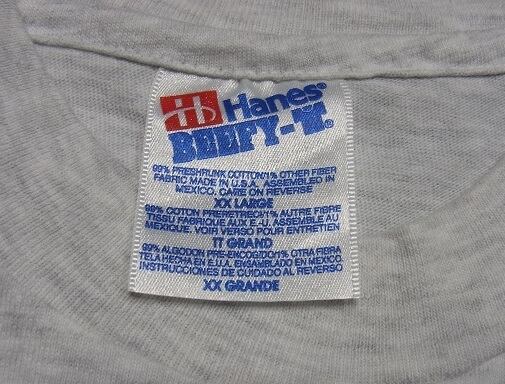 Hanes®
BEEFY-T®
99% PRESHRUNK COTTON/1% OTHER FIBER
FABRIC MADE IN U.S.A. ASSEMBLED IN
MEXICO, CARE ON REVERSE
XX LARGE
99% COTON PRERETRECI/1% AUTRE FIBRE
TISSU FABRIQUE AUX E.-U. ASSEMBLE AU
MEXIQUE. VOIR VERSO POUR ENTRETIEN
TT GRAND
99% ALGODON PRE-ENCOGIDO/1% OTRA FIBRA
TELA HECHA EN E.U.A. ENSAMBLADO EN MEXICO.
INSTRUCCIONES DE CUIDADO AL REVERSO
XX GRANDE